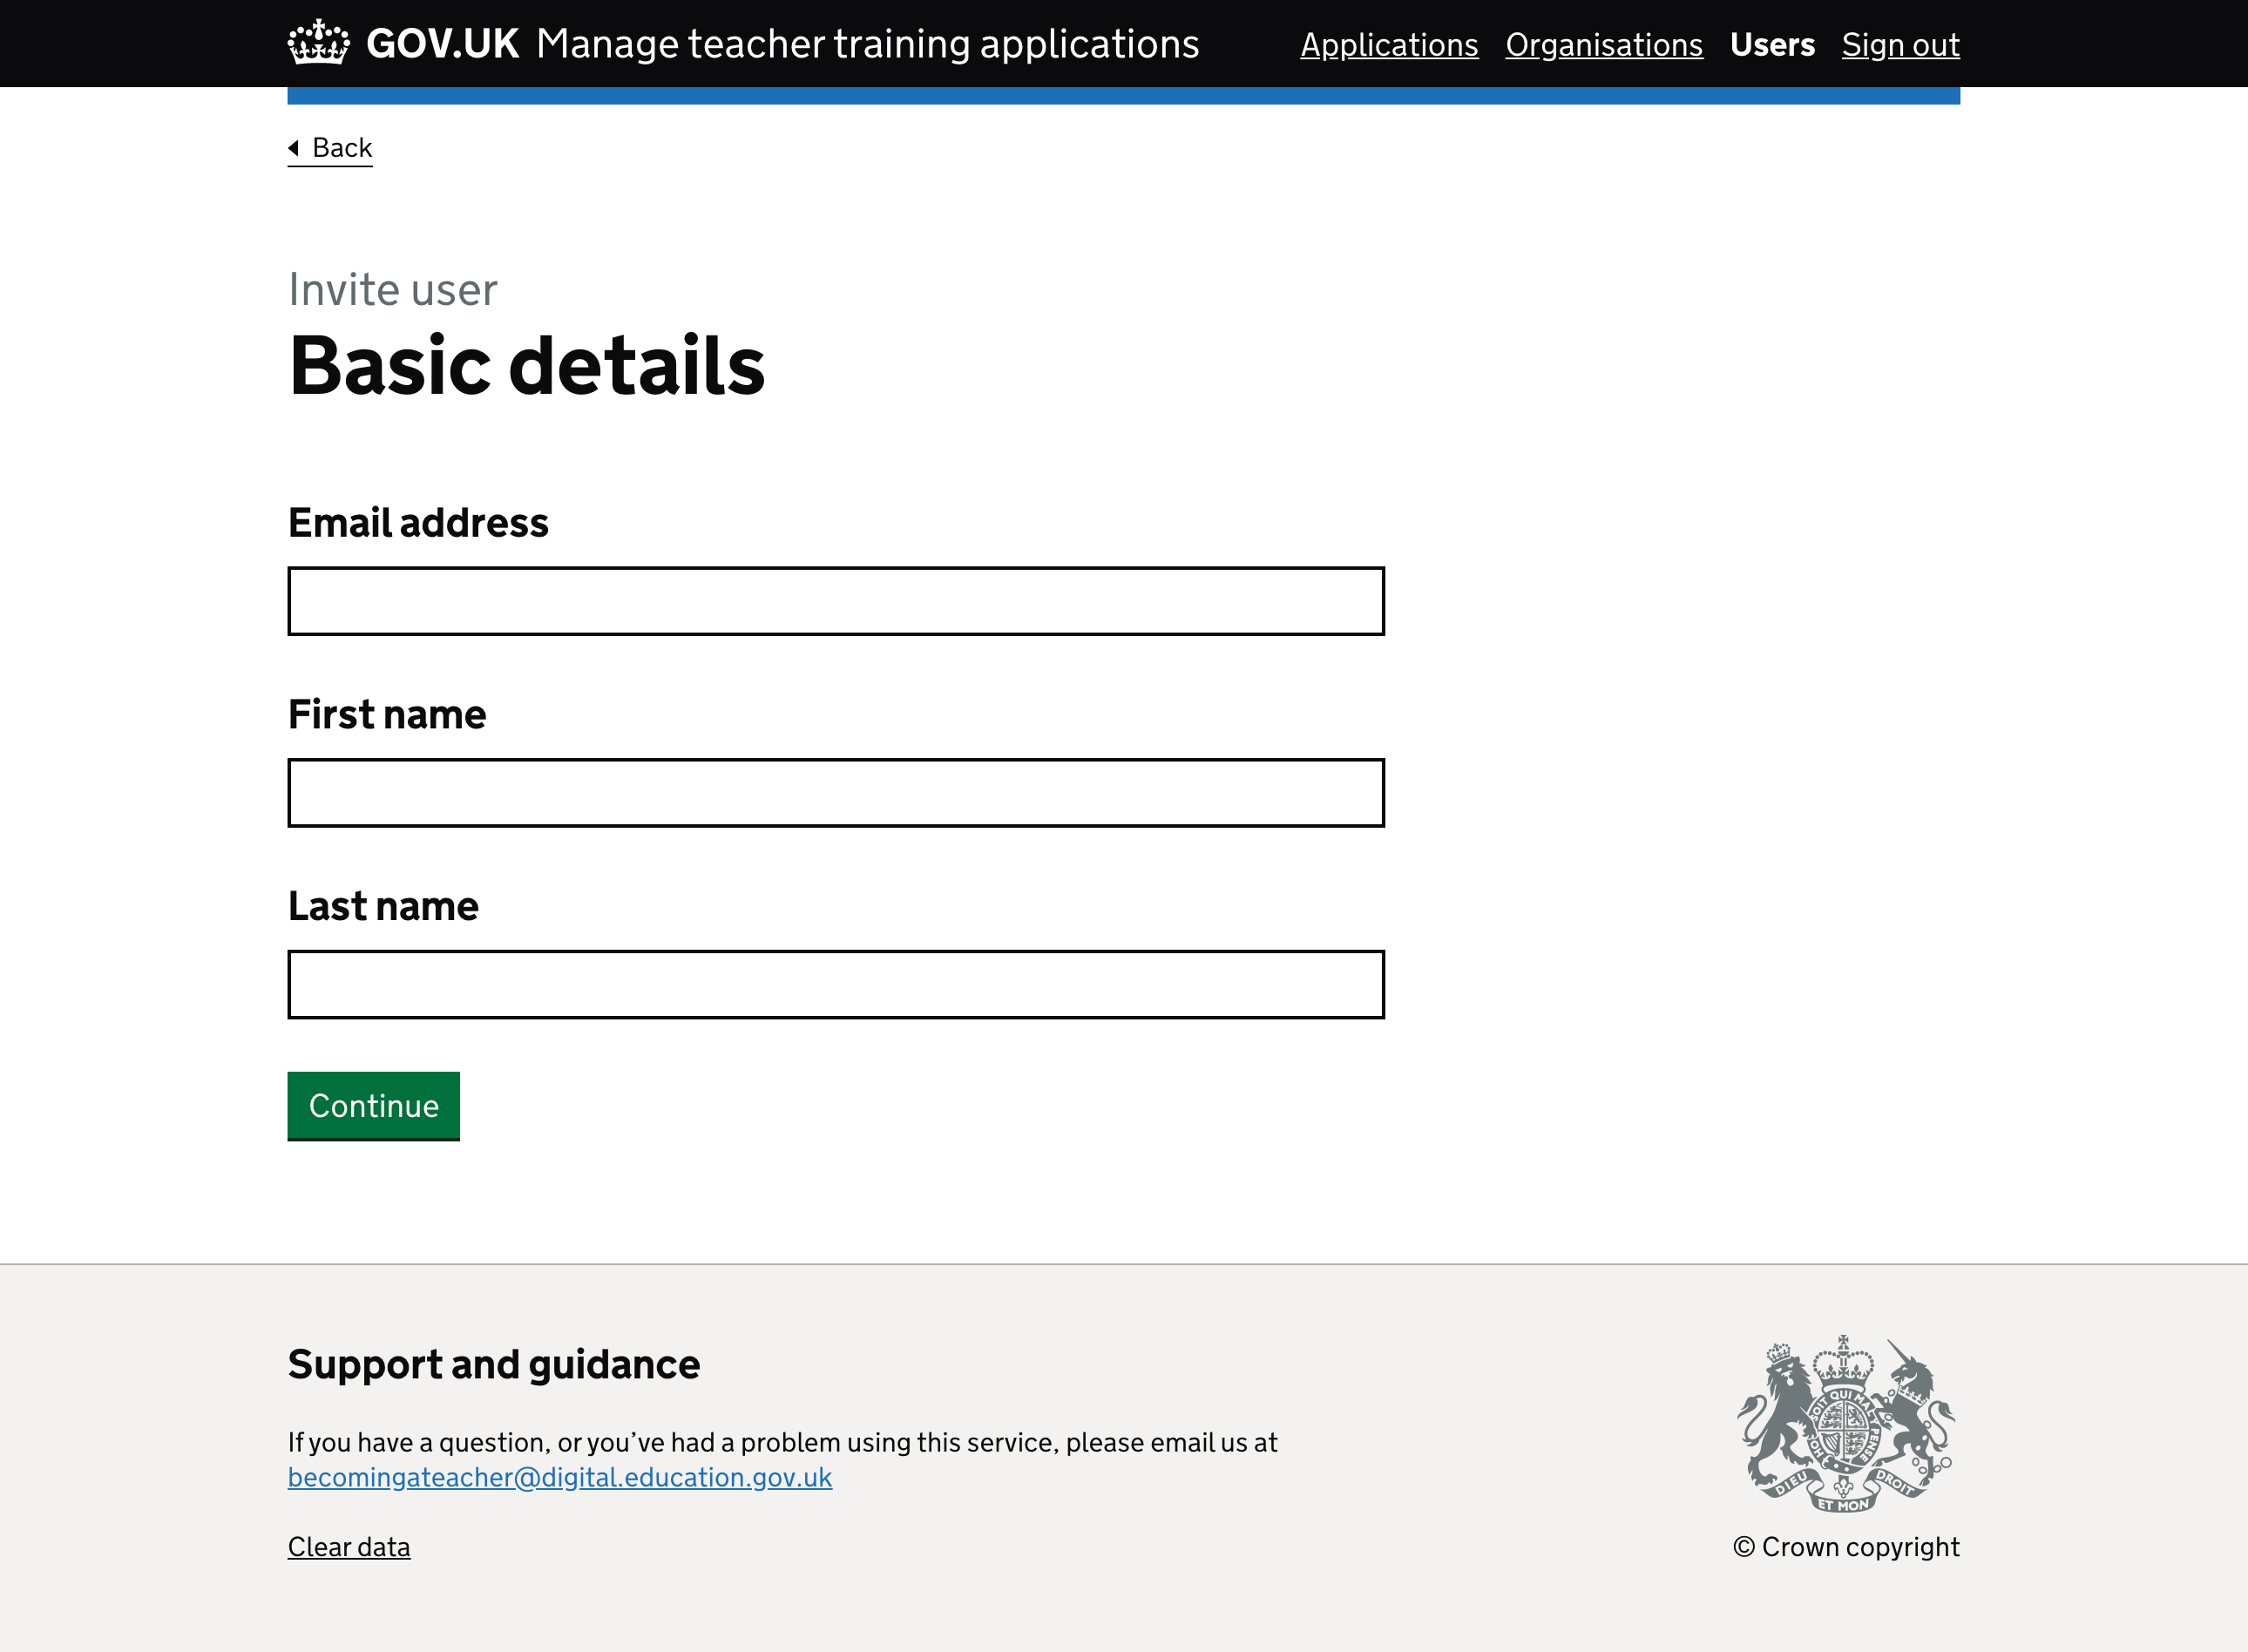 GOV.UK Manage teacher training applications
Applications Organisations Users Sign out
Back
Invite user
Basic details
Email address
First name
Last name
Continue
Support and guidance
If you have a question, or you’ve had a problem using this service, please email us at
becomingateacher@digital.education.gov.uk
Clear data
SOIT QUI MAL
PENSE
HO
DIEU
ET MON
DROIT
© Crown copyright